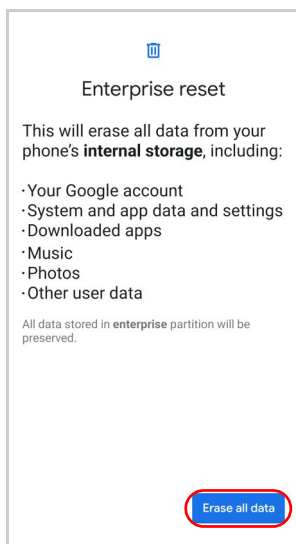 Enterprise reset
This will erase all data from your
phone's internal storage, including:
·Your Google account
·System and app data and settings
·Downloaded apps
·Music
·Photos
·Other user data
All data stored in enterprise partition will be
preserved.
Erase all data